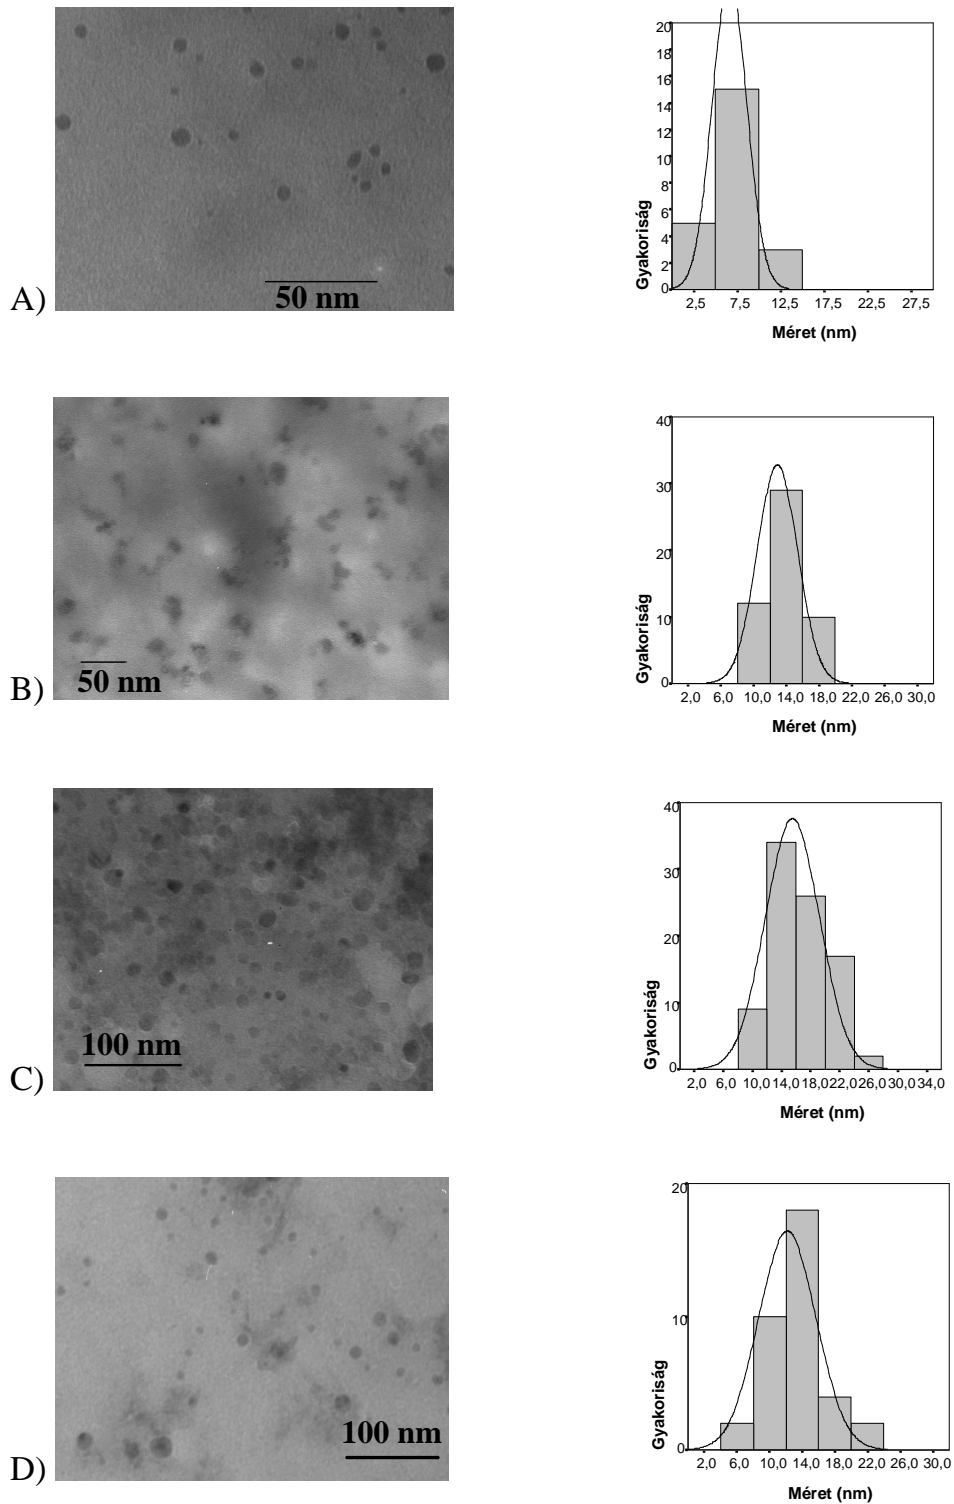 20
18
16
14
12
10
8
6
4
2
0
Gyakoriság
2,5 7,5 12,5 17,5 22,5 27,5
Méret (nm)
A)
50 nm
40
30
20
10
0
Gyakoriság
2,0 6,0 10,0 14,0 18,0 22,0 26,0 30,0
Méret (nm)
B)
50 nm
40
30
20
10
0
Gyakoriság
2,0 6,0 10,0 14,0 18,0 22,0 26,0 30,0 34,0
Méret (nm)
C)
100 nm
20
10
0
Gyakoriság
2,0 6,0 10,0 14,0 18,0 22,0 26,0 30,0
Méret (nm)
D)
100 nm